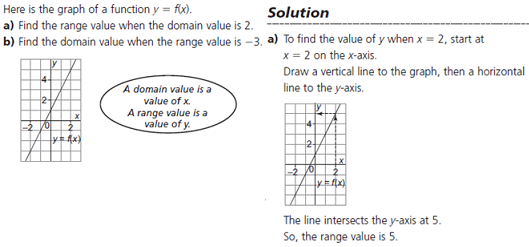 Here is the graph of a function y = f(x).
a) Find the range value when the domain value is 2.
b) Find the domain value when the range value is −3.
y
4
2
x
−2 0 2
y = f(x)
A domain value is a
value of x.
A range value is a
value of y.
Solution
a) To find the value of y when x = 2, start at
x = 2 on the x-axis.
Draw a vertical line to the graph, then a horizontal
line to the y-axis.
y
4
2
x
−2 0 2
y = f(x)
The line intersects the y-axis at 5.
So, the range value is 5.